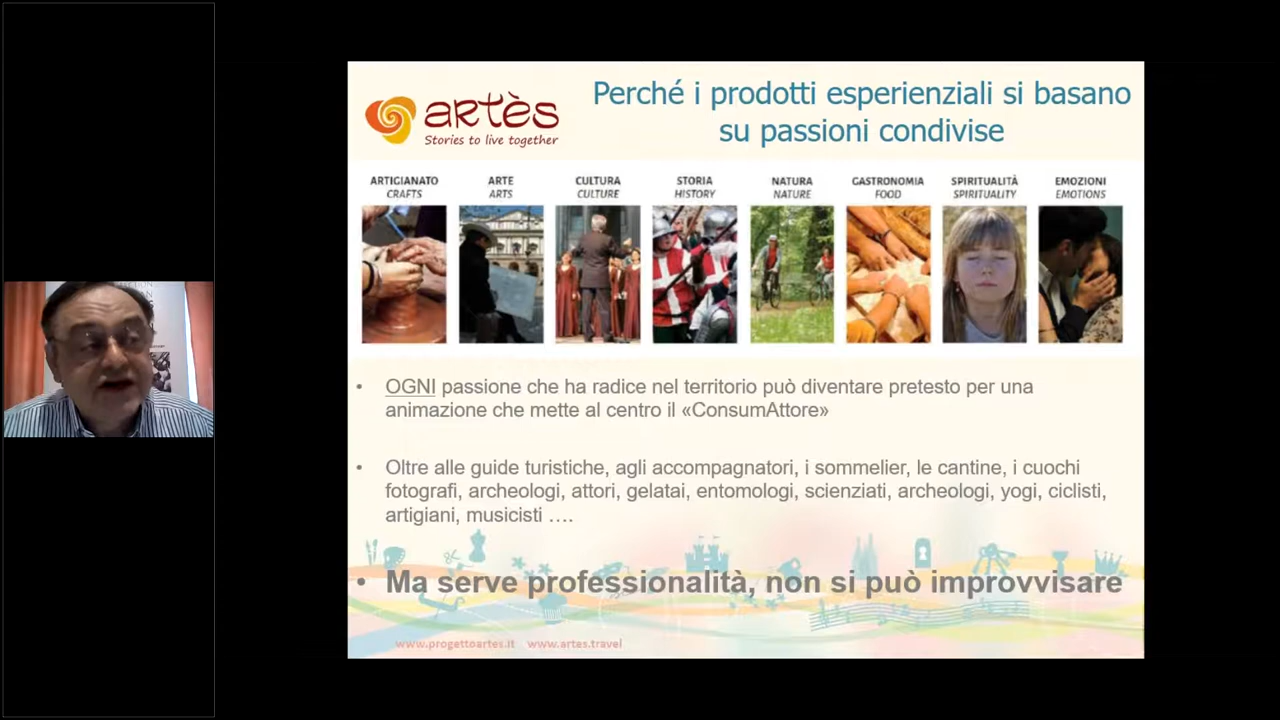 artès
Stories to live together
Perché i prodotti esperienziali si basano
su passioni condivise
ARTIGIANATO
CRAFTS
ARTE
ARTS
CULTURA
CULTURE
STORIA
HISTORY
NATURA
NATURE
GASTRONOMIA
FOOD
SPIRITUALITÀ
SPIRITUALITY
EMOZIONI
EMOTIONS
• OGNI passione che ha radice nel territorio può diventare pretesto per una
animazione che mette al centro il «ConsumAttore»
• Oltre alle guide turistiche, agli accompagnatori, i sommelier, le cantine, i cuochi
fotografi, archeologi, attori, gelatai, entomologi, scienziati, archeologi, yogi, ciclisti,
artigiani, musicisti ….
• Ma serve professionalità, non si può improvvisare
www.progettoartes.it www.artes.travel